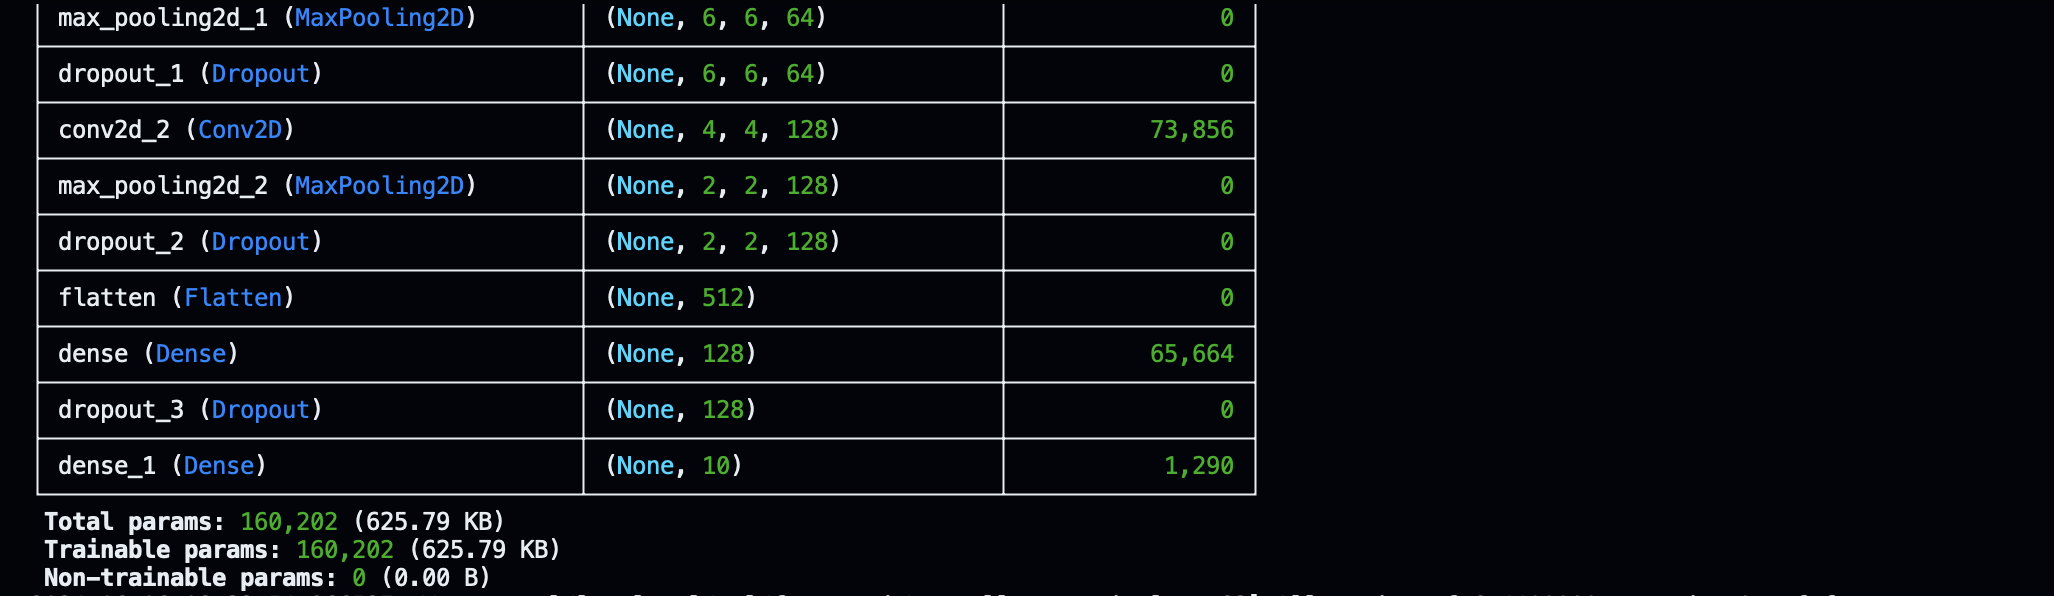 max_pooling2d_1 (MaxPooling2D) (None, 6, 6, 64) 0
dropout_1 (Dropout) (None, 6, 6, 64) 0
conv2d_2 (Conv2D) (None, 4, 4, 128) 73,856
max_pooling2d_2 (MaxPooling2D) (None, 2, 2, 128) 0
dropout_2 (Dropout) (None, 2, 2, 128) 0
flatten (Flatten) (None, 512) 0
dense (Dense) (None, 128) 65,664
dropout_3 (Dropout) (None, 128) 0
dense_1 (Dense) (None, 10) 1,290
Total params: 160,202 (625.79 KB)
Trainable params: 160,202 (625.79 KB)
Non-trainable params: 0 (0.00 B)